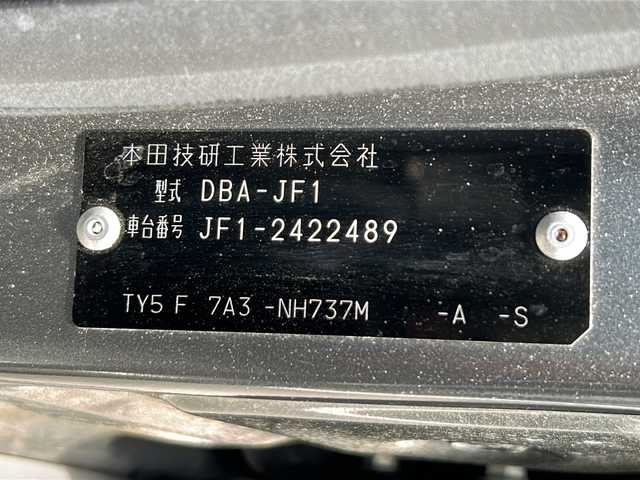 本田技研工業株式会社
型式 DBA-JF1
車台番号 JF1-2422489
TY5 F 7A3 -NH737M -A -S